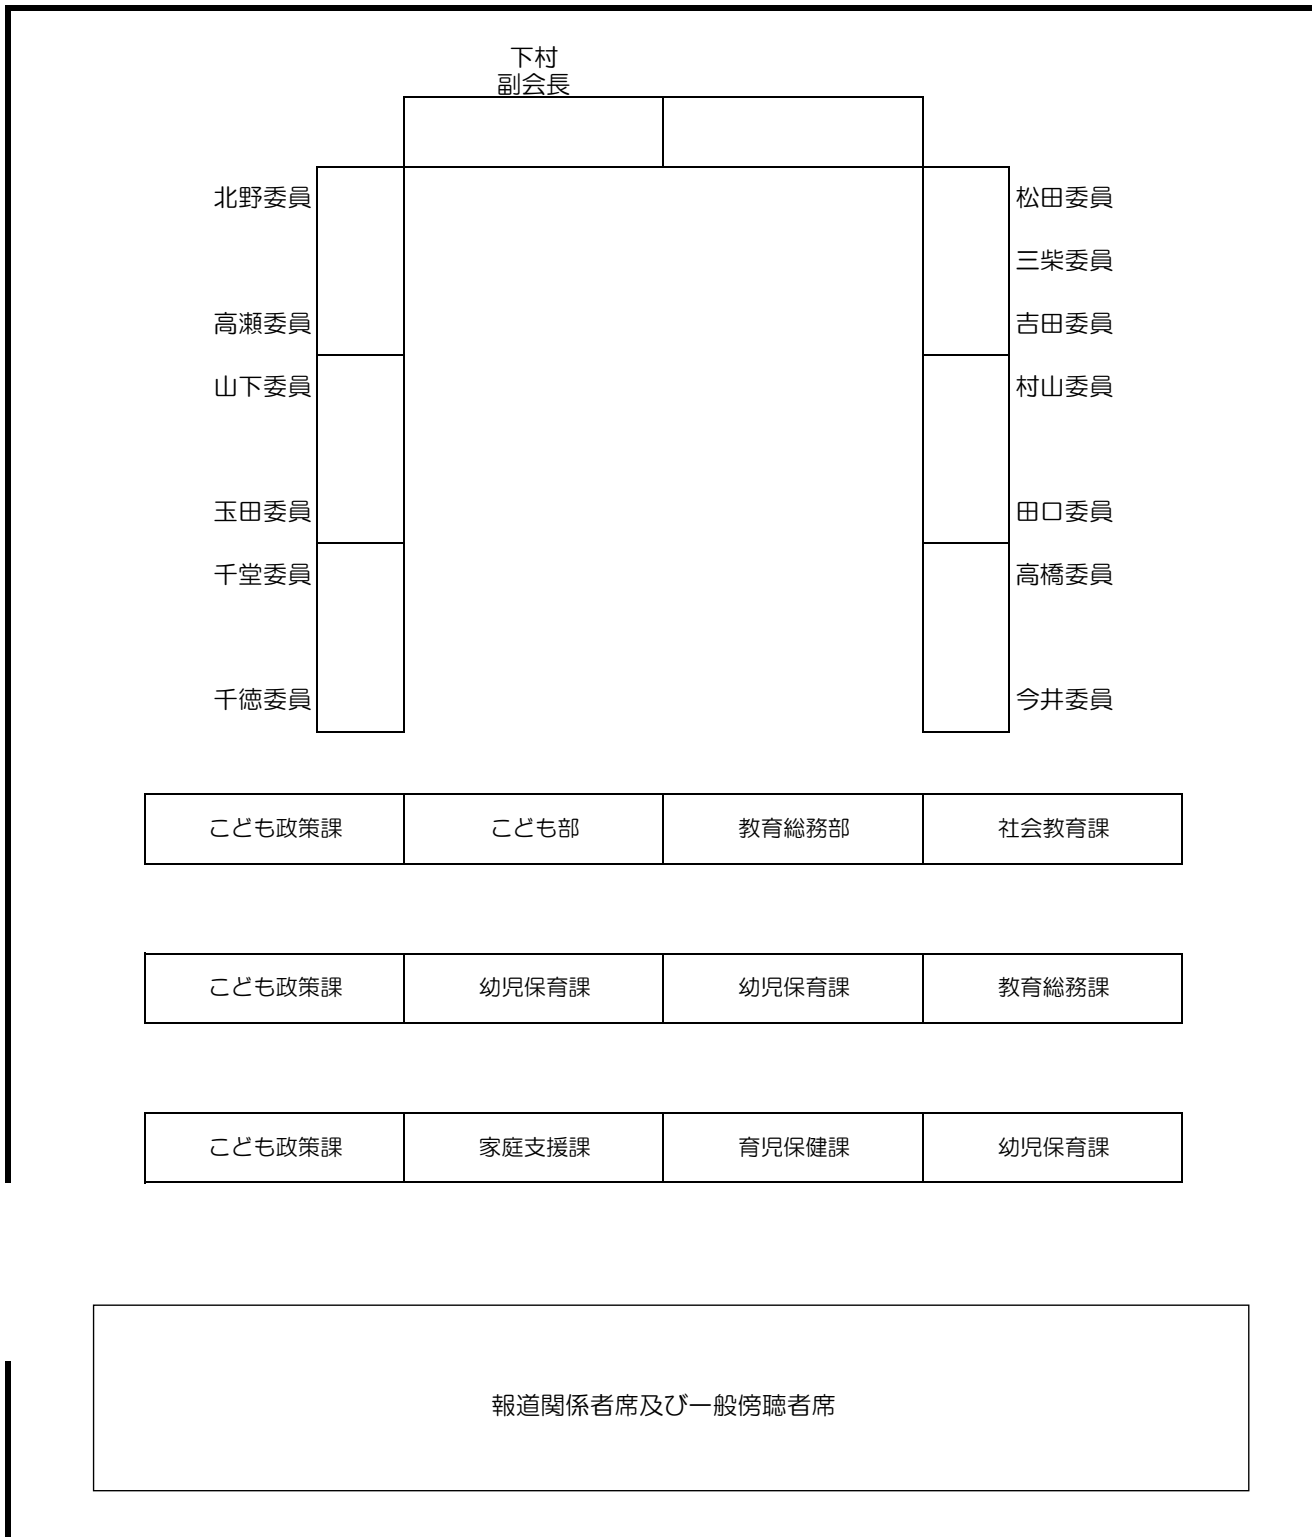 下村
副会長
北野委員
松田委員
三柴委員
高瀬委員
吉田委員
山下委員
村山委員
玉田委員
田口委員
千堂委員
高橋委員
千徳委員
今井委員
こども政策課 こども部 教育総務部 社会教育課
こども政策課 幼児保育課 幼児保育課 教育総務課
こども政策課 家庭支援課 育児保健課 幼児保育課
報道関係者席及び一般傍聴者席